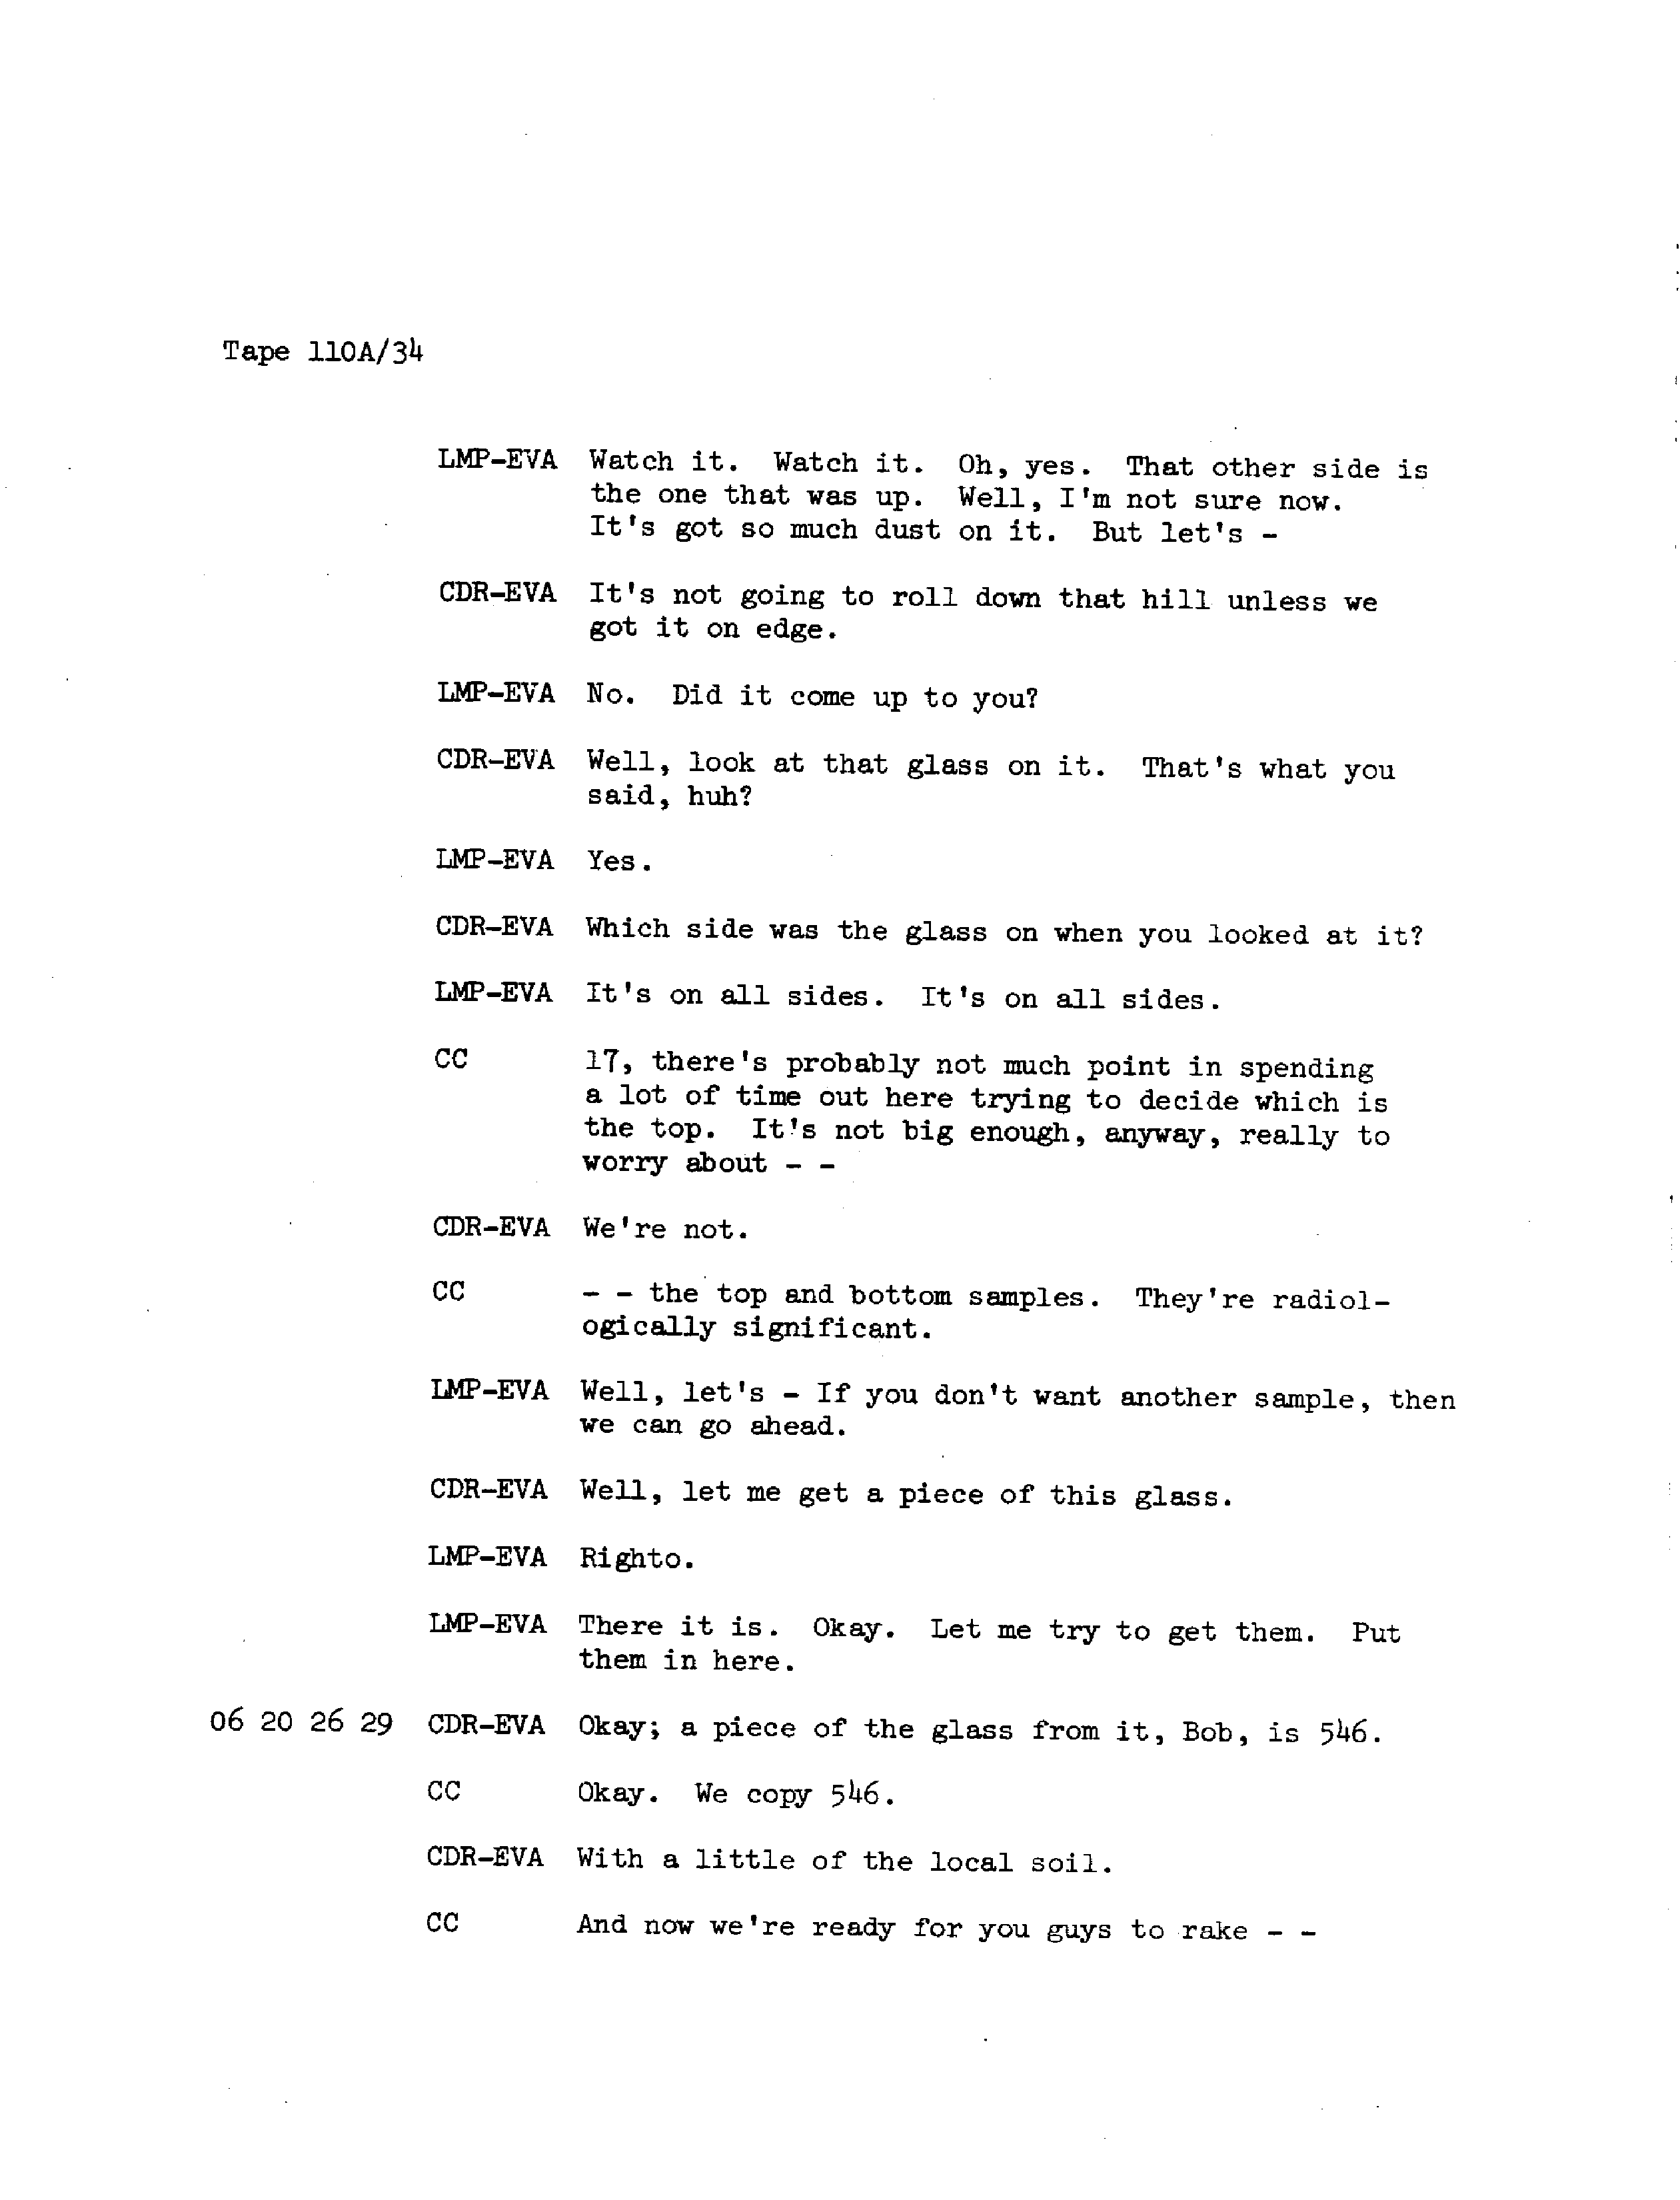 Tape 110A/34
LMP-EVA Watch it. Watch it. Oh, yes. That other side is
the one that was up. Well, I'm not sure now.
It's got so much dust on it. But let's -
CDR-EVA It's not going to roll down that hill unless we
got it on edge.
LMP-EVA No. Did it come up to you?
CDR-EVA Well, look at that glass on it. That's what you
said, huh?
LMP-EVA Yes.
CDR-EVA Which side was the glass on when you looked at it?
LMP-EVA It's on all sides. It's on all sides.
CC 17, there's probably not much point in spending
a lot of time out here trying to decide which is
the top. It's not big enough, anyway, really to
worry about - -
CDR-EVA We're not.
CC - - the top and bottom samples. They're radiol-
ogically significant.
LMP-EVA Well, let's - If you don't want another sample, then
we can go ahead.
CDR-EVA Well, let me get a piece of this glass.
LMP-EVA Righto.
LMP-EVA There it is. Okay. Let me try to get them. Put
them in here.
06 20 26 29 CDR-EVA Okay; a piece of the glass from it, Bob, is 546.
CC Okay. We copy 546.
CDR-EVA With a little of the local soil.
CC And now we're ready for you guys to rake - -